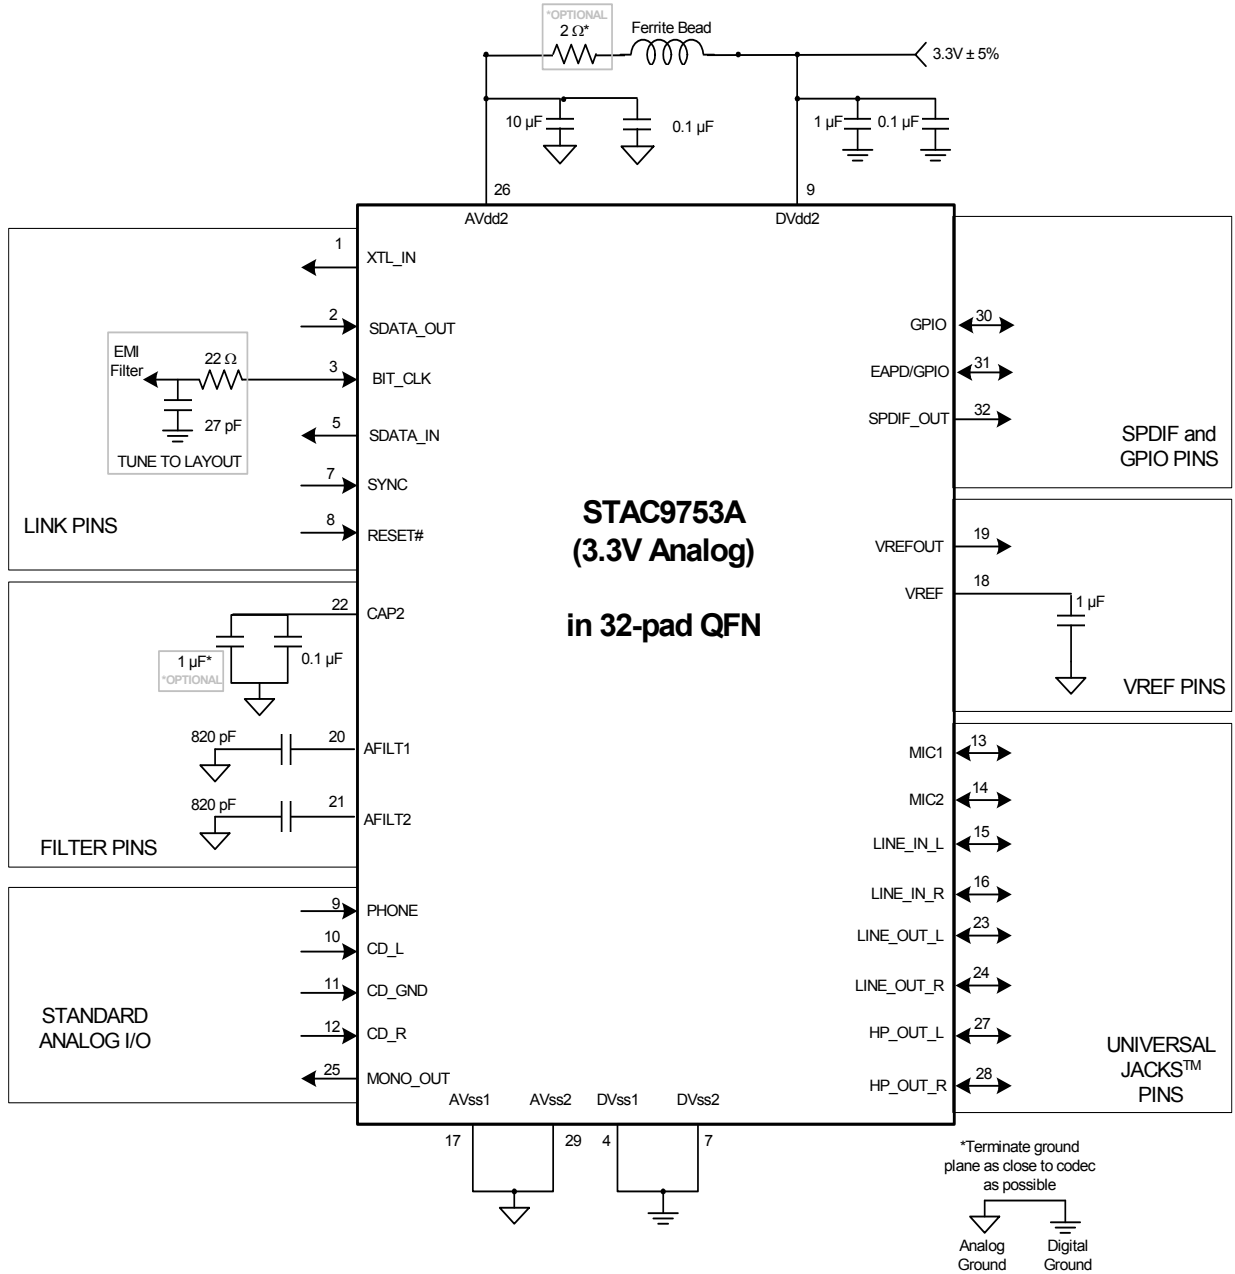 *OPTIONAL
2 Ω*
Ferrite Bead
3.3V ± 5%
10 µF
0.1 µF
1 µF
0.1 µF
26
9
AVdd2
DVdd2
1
XTL_IN
2
SDATA_OUT
EMI
Filter
22 Ω
27 pF
TUNE TO LAYOUT
3
BIT_CLK
5
SDATA_IN
7
SYNC
8
RESET#
LINK PINS
22
CAP2
1 µF*
*OPTIONAL
0.1 µF
820 pF
20
AFILT1
820 pF
21
AFILT2
FILTER PINS
9
PHONE
10
CD_L
11
CD_GND
12
CD_R
25
MONO_OUT
STANDARD
ANALOG I/O
STAC9753A
(3.3V Analog)
in 32-pad QFN
GPIO
30
EAPD/GPIO
31
SPDIF_OUT
32
SPDIF and
GPIO PINS
VREFOUT
19
VREF
18
1 µF
VREF PINS
MIC1
13
MIC2
14
LINE_IN_L
15
LINE_IN_R
16
LINE_OUT_L
23
LINE_OUT_R
24
HP_OUT_L
27
HP_OUT_R
28
UNIVERSAL
JACKS™
PINS
AVss1
AVss2
DVss1
DVss2
17
29
4
7
*Terminate ground
plane as close to codec
as possible
Analog
Ground
Digital
Ground